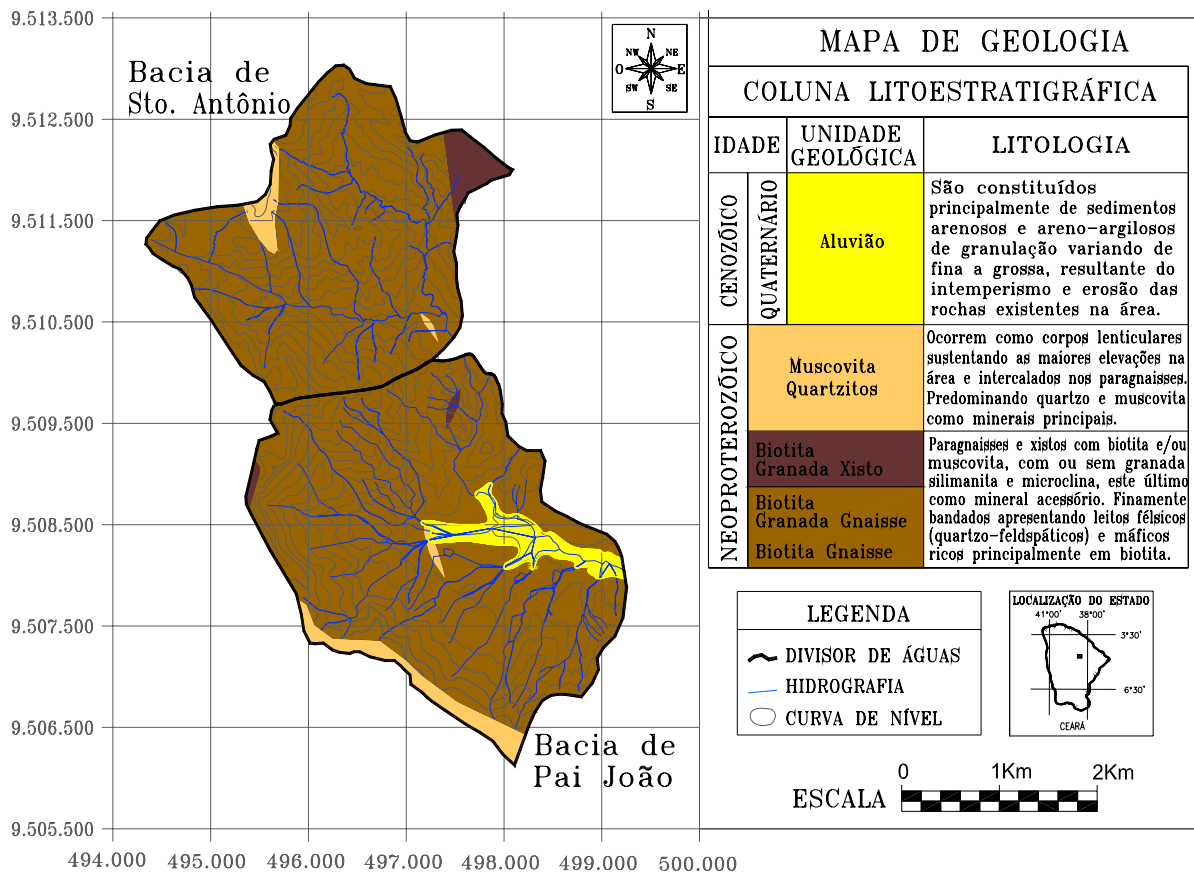 9.513.500
9.512.500
9.511.500
9.510.500
9.509.500
9.508.500
9.507.500
9.506.500
9.505.500
494.000
495.000
496.000
497.000
498.000
499.000
500.000
Bacia de
Sto. Antônio
N
NE
E
SE
S
SW
O
NW
Bacia de
Pai João
MAPA DE GEOLOGIA
COLUNA LITOESTRATIGRÁFICA
IDADE
UNIDADE
GEOLÓGICA
LITOLOGIA
CENOZÓICO
QUATERNÁRIO
Aluvião
São constituídos
principalmente de sedimentos
arenosos e areno-argilosos
de granulação variando de
fina a grossa, resultante do
intemperismo e erosão das
rochas existentes na área.
NEOPROTEROZÓICO
Muscovita
Quartzitos
Ocorrem como corpos lenticulares
sustentando as maiores elevações na
área e intercalados nos paragnaisses.
Predominando quartzo e muscovita
como minerais principais.
Biotita
Granada Xisto
Biotita
Granada Gnaisse
Biotita Gnaisse
Paragnaisses e xistos com biotita e/ou
muscovita, com ou sem granada
silimanita e microclina, este último
como mineral acessório. Finamente
bandados apresentando leitos félsicos
(quartzo-feldspáticos) e máficos
ricos principalmente em biotita.
LEGENDA
DIVISOR DE ÁGUAS
HIDROGRAFIA
CURVA DE NÍVEL
LOCALIZAÇÃO DO ESTADO
41°00' 38°00'
3°30'
6°30'
CEARÁ
ESCALA
0 1Km 2Km